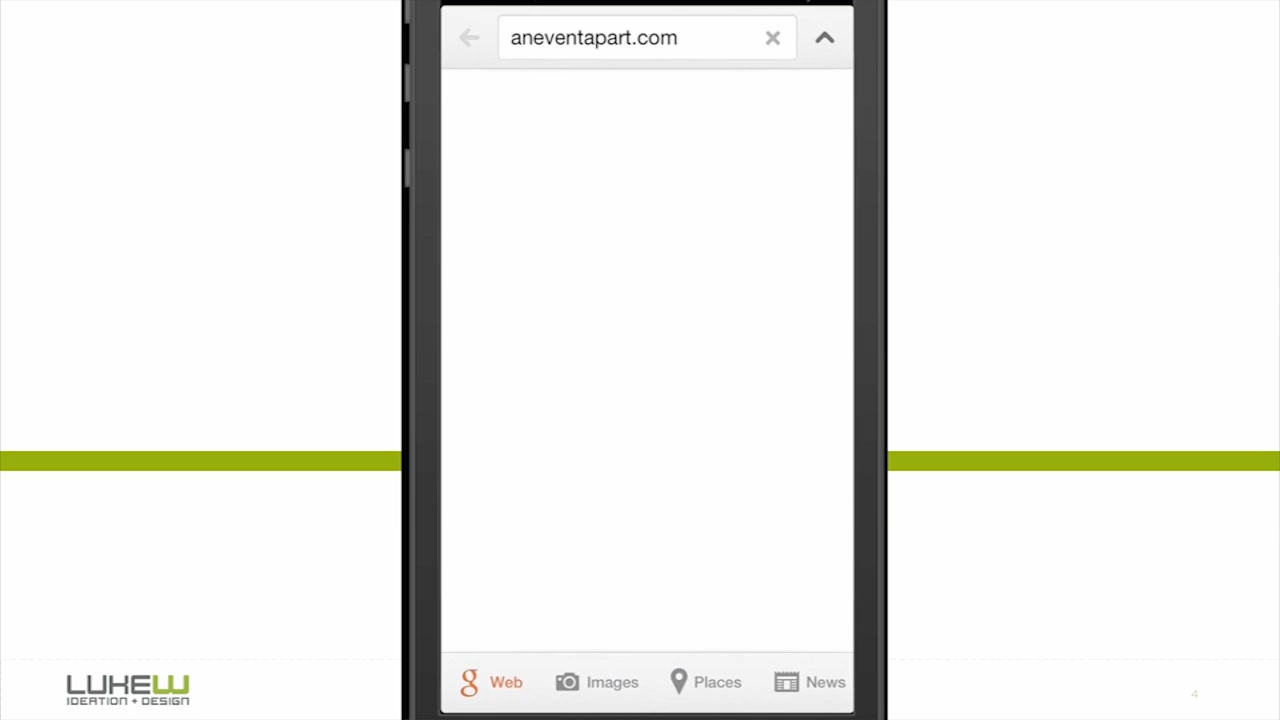 aneventapart.com
Web Images Places News
LUKEW
IDEATION + DESIGN
4